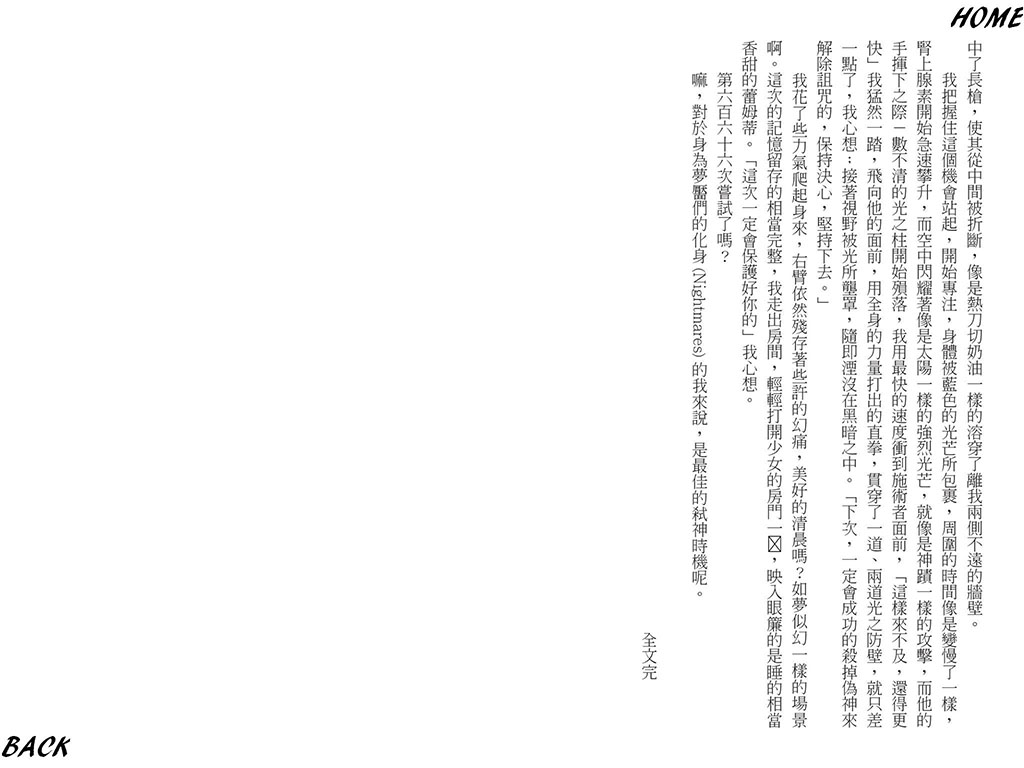 HOME
中了長槍，使其從中間被折斷，像是熱刀切奶油一樣的溶穿了離我兩側不遠的牆壁。
我把握住這個機會站起，開始專注，身體被藍色的光芒所包裹，周圍的時間像是變慢了一樣，
腎上腺素開始急速攀升，而空中閃耀著像是太陽一樣的強烈光芒，就像是神蹟一樣的攻擊，而他的
手揮下之際－數不清的光之柱開始殞落，我用最快的速度衝到施術者面前，「這樣來不及，還得更
快」我猛然一踏，飛向他的面前，用全身的力量打出的直拳，貫穿了一道、兩道光之防壁，就只差
一點了，我心想；接著視野被光所壟罩，隨即湮沒在黑暗之中。「下次，一定會成功的殺掉偽神來
解除詛咒的，保持決心，堅持下去。」
我花了些力氣爬起身來，右臂依然殘存著些許的幻痛，美好的清晨嗎？如夢似幻一樣的場景
啊。這次的記憶留存的相當完整，我走出房間，輕輕打開少女的房門一，映入眼簾的是睡的相當
香甜的蕾姆蒂。「這次一定會保護好你的」我心想。
第六百六十六次嘗試了嗎？
嘛，對於身為夢靨們的化身 (Nightmares) 的我來說，是最佳的弒神時機呢。
全文完
BACK